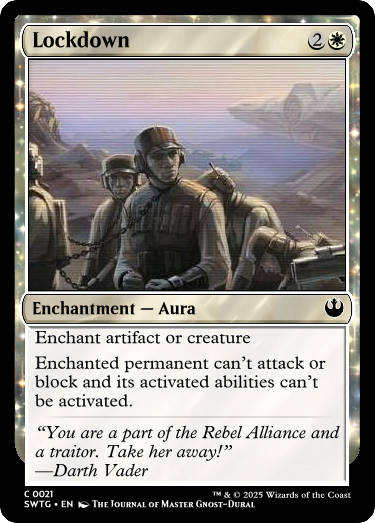 Lockdown 2
Enchantment — Aura
Enchant artifact or creature
Enchanted permanent can't attack or
block and its activated abilities can't
be activated.
“You are a part of the Rebel Alliance and
a traitor. Take her away!”
—Darth Vader
C 0021 ™ & © 2025 Wizards of the Coast
SWTG • EN The Journal of Master Gnost-Dural